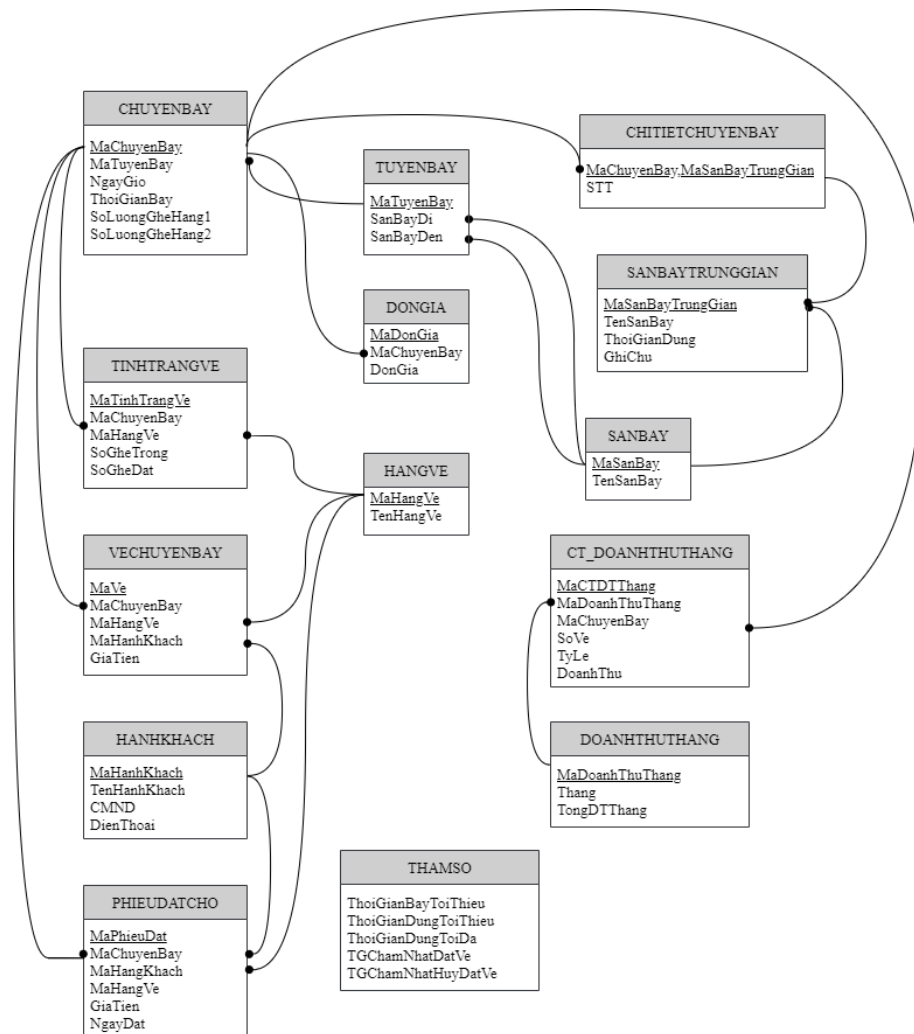 CHUYENBAY
MaChuyenBay
MaTuyenBay
NgayGio
ThoiGianBay
SoLuongGheHang1
SoLuongGheHang2
TUYENBAY
MaTuyenBay
SanBayDi
SanBayDen
CHITIETCHUYENBAY
MaChuyenBay,MaSanBayTrungGian
STT
SANBAYTRUNGGIAN
MaSanBayTrungGian
TenSanBay
ThoiGianDung
GhiChu
DONGIA
MaDonGia
MaChuyenBay
DonGia
TINHTRANGVE
MaTinhTrangVe
MaChuyenBay
MaHangVe
SoGheTrong
SoGheDat
HANGVE
MaHangVe
TenHangVe
SANBAY
MaSanBay
TenSanBay
VECHUYENBAY
MaVe
MaChuyenBay
MaHangVe
MaHanhKhach
GiaTien
CT_DOANHTHUTHANG
MaCTDTThang
MaDoanhThuThang
MaChuyenBay
SoVe
TyLe
DoanhThu
HANHKHACH
MaHanhKhach
TenHanhKhach
CMND
DienThoai
DOANHTHUTHANG
MaDoanhThuThang
Thang
TongDTThang
THAMSO
ThoiGianBayToiThieu
ThoiGianDungToiThieu
ThoiGianDungToiDa
TGChamNhatDatVe
TGChamNhatHuyDatVe
PHIEUDATCHO
MaPhieuDat
MaChuyenBay
MaHangKhach
MaHangVe
GiaTien
NgayDat